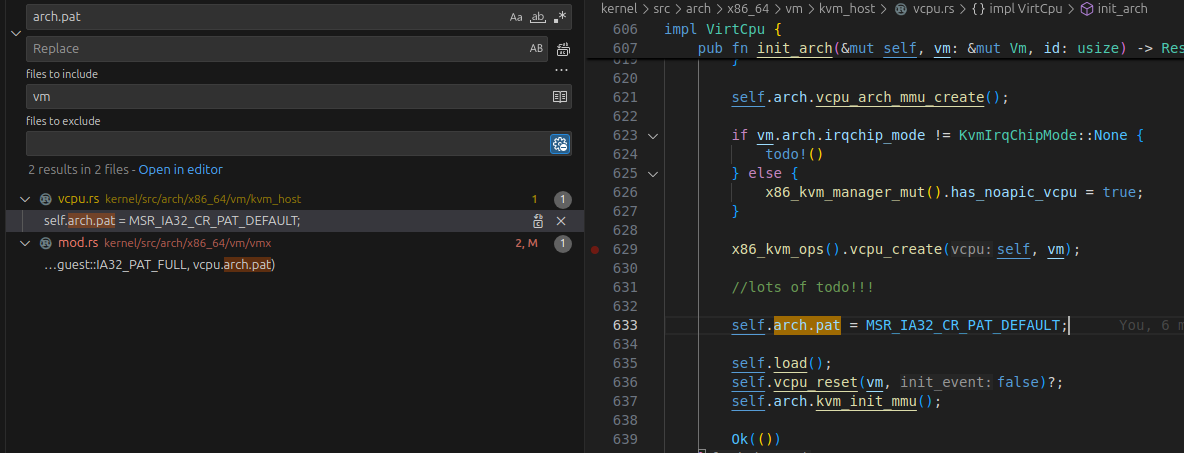 arch.pat
Aa ab .*
Replace
AB
files to include
vm
files to exclude
2 results in 2 files - Open in editor
vcpu.rs kernel/src/arch/x86_64/vm/kvm_host 1 1
self.arch.pat = MSR_IA32_CR_PAT_DEFAULT;
mod.rs kernel/src/arch/x86_64/vm/vmx 2, M 1
…guest::IA32_PAT_FULL, vcpu.arch.pat)
kernel > src > arch > x86_64 > vm > kvm_host > vcpu.rs > {} impl VirtCpu > init_arch
606 impl VirtCpu {
607 pub fn init_arch(&mut self, vm: &mut Vm, id: usize) -> Res
619 }
620
621 self.arch.vcpu_arch_mmu_create();
622
623 if vm.arch.irqchip_mode != KvmIrqChipMode::None {
624 todo!()
625 } else {
626 x86_kvm_manager_mut().has_noapic_vcpu = true;
627 }
628
629 x86_kvm_ops().vcpu_create(vcpu: self, vm);
630
631 //lots of todo!!!
632
633 self.arch.pat = MSR_IA32_CR_PAT_DEFAULT; You, 6 m
634
635 self.load();
636 self.vcpu_reset(vm, init_event: false)?;
637 self.arch.kvm_init_mmu();
638
639 Ok(())